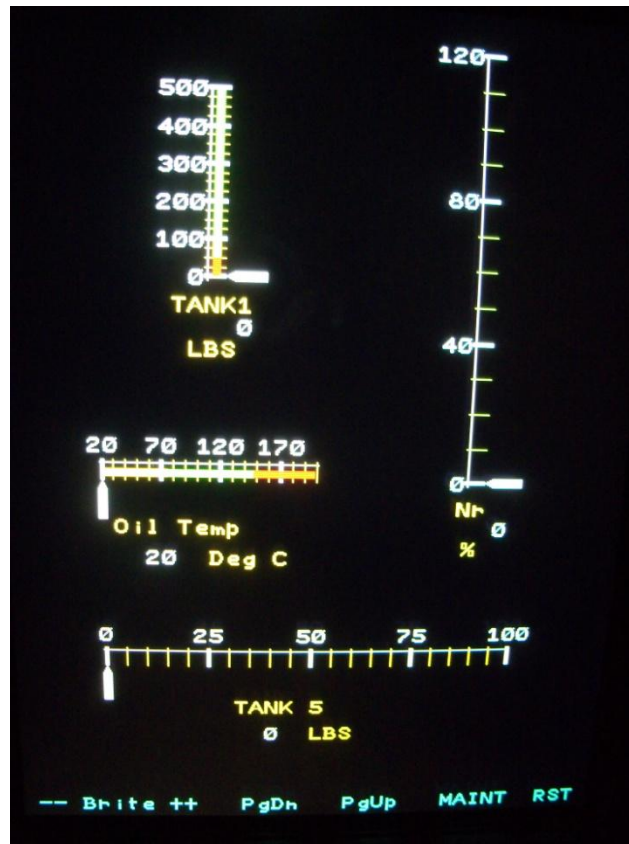 120
500
400
300
200
100
0
TANK1
0
LBS
80
40
0
Nr
0
%
20 70 120 170
Oil Temp
20 Deg C
0 25 50 75 100
TANK 5
0 LBS
-- Brite ++ PgDn PgUp MAINT RST